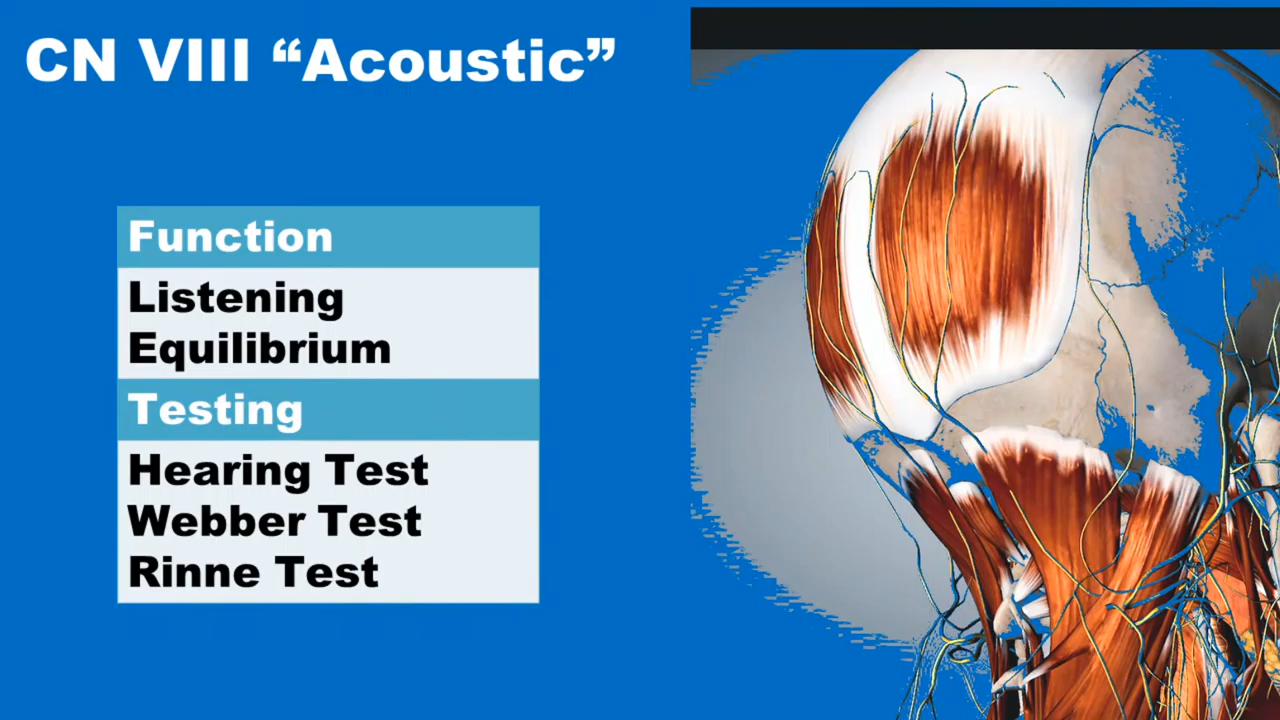 CN VIII “Acoustic”
Function
Listening
Equilibrium
Testing
Hearing Test
Webber Test
Rinne Test